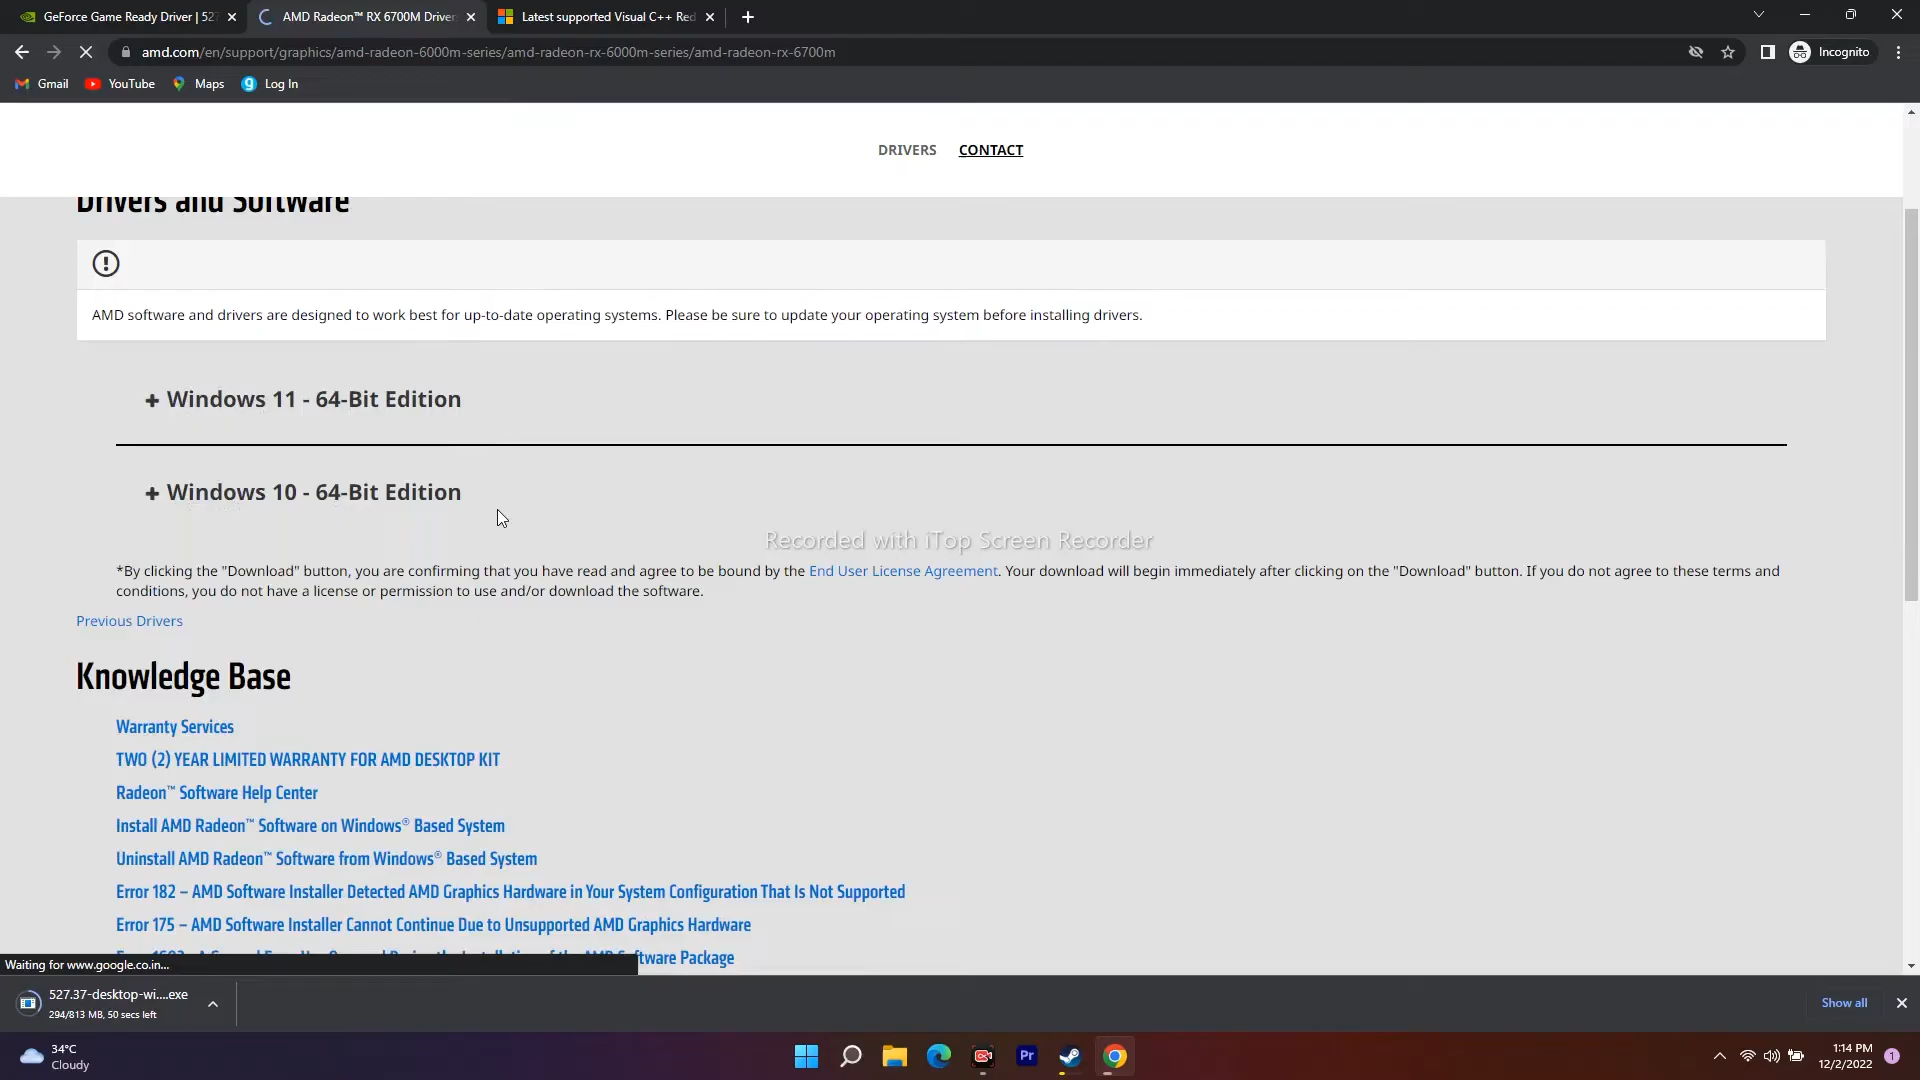 GeForce Game Ready Driver | 52
AMD Radeon™ RX 6700M Driver
Latest supported Visual C++ Red
amd.com/en/support/graphics/amd-radeon-6000m-series/amd-radeon-rx-6000m-series/amd-radeon-rx-6700m
Incognito
Gmail
YouTube
Maps
Log In
DRIVERS
CONTACT
Drivers and Software
AMD software and drivers are designed to work best for up-to-date operating systems. Please be sure to update your operating system before installing drivers.
+ Windows 11 - 64-Bit Edition
+ Windows 10 - 64-Bit Edition
Recorded with iTop Screen Recorder
*By clicking the "Download" button, you are confirming that you have read and agree to be bound by the End User License Agreement. Your download will begin immediately after clicking on the "Download" button. If you do not agree to these terms and
conditions, you do not have a license or permission to use and/or download the software.
Previous Drivers
Knowledge Base
Warranty Services
TWO (2) YEAR LIMITED WARRANTY FOR AMD DESKTOP KIT
Radeon™ Software Help Center
Install AMD Radeon™ Software on Windows® Based System
Uninstall AMD Radeon™ Software from Windows® Based System
Error 182 – AMD Software Installer Detected AMD Graphics Hardware in Your System Configuration That Is Not Supported
Error 175 – AMD Software Installer Cannot Continue Due to Unsupported AMD Graphics Hardware
Software Package
Waiting for www.google.co.in...
527.37-desktop-wi....exe
294/813 MB, 50 secs left
Show all
34°C
Cloudy
Pr
1:14 PM
12/2/2022
1